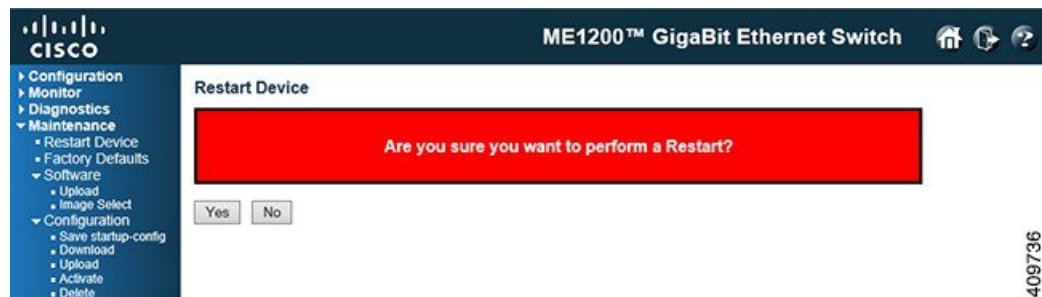 CISCO
ME1200™ GigaBit Ethernet Switch
Configuration
Monitor
Diagnostics
Maintenance
Restart Device
Factory Defaults
Software
Upload
Image Select
Configuration
Save startup-config
Download
Upload
Activate
Delete
Restart Device
Are you sure you want to perform a Restart?
Yes No
409736